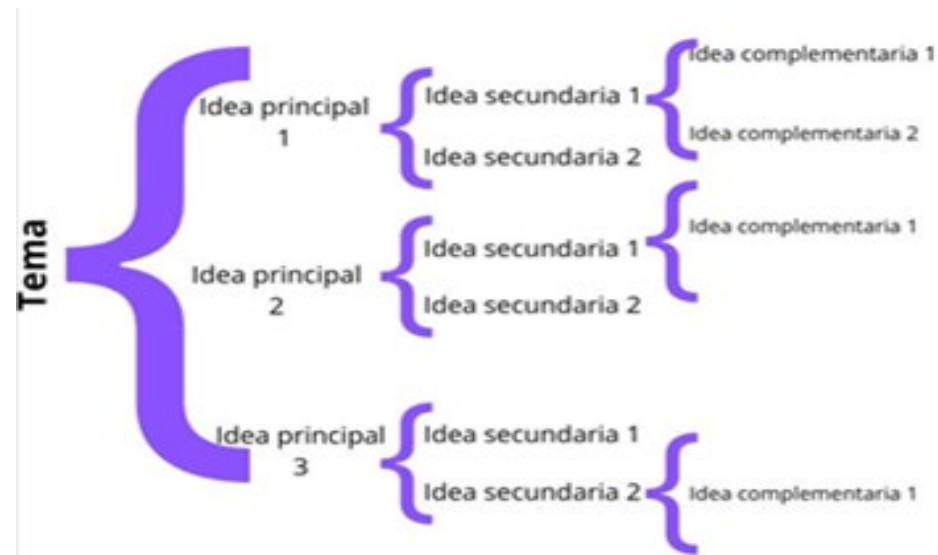 Tema
Idea principal
1
Idea secundaria 1
Idea complementaria 1
Idea complementaria 2
Idea secundaria 2
Idea principal
2
Idea secundaria 1
Idea complementaria 1
Idea secundaria 2
Idea principal
3
Idea secundaria 1
Idea secundaria 2
Idea complementaria 1